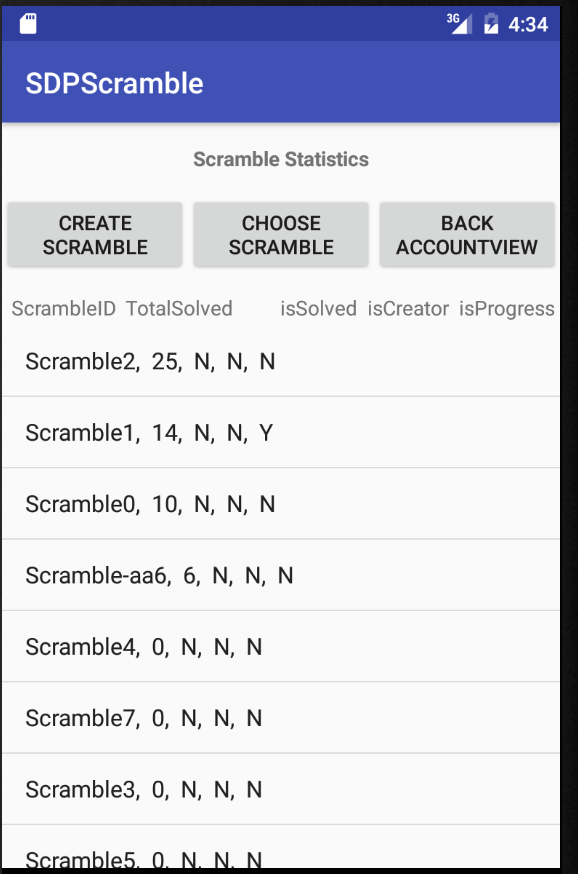 3G 4:34
SDPScramble
Scramble Statistics
CREATE SCRAMBLE
CHOOSE SCRAMBLE
BACK ACCOUNTVIEW
ScrambleID TotalSolved isSolved isCreator isProgress
Scramble2, 25, N, N, N
Scramble1, 14, N, N, Y
Scramble0, 10, N, N, N
Scramble-aa6, 6, N, N, N
Scramble4, 0, N, N, N
Scramble7, 0, N, N, N
Scramble3, 0, N, N, N
Scramble5, 0, N, N, N